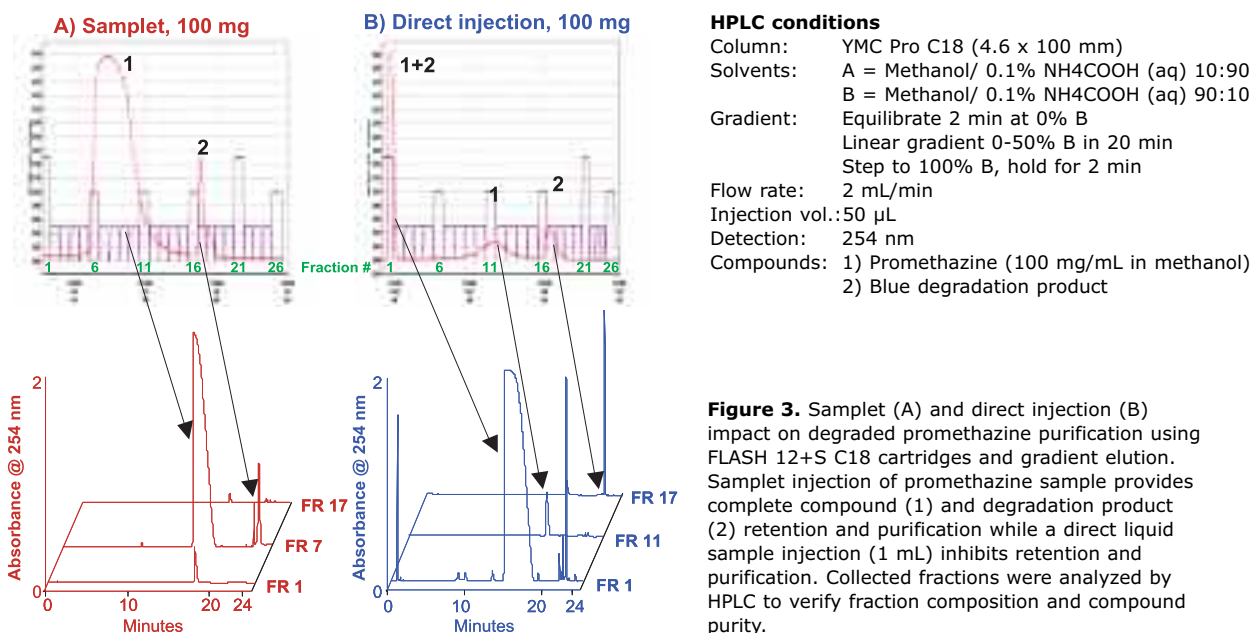 A) Samplet, 100 mg
1
2
1 6 11 16 21 26
Fraction #
B) Direct injection, 100 mg
1+2
1
2
1 6 11 16 21 26
2
0
Absorbance @ 254 nm
FR 17
FR 7
FR 1
0 10 20 24
Minutes
2
0
Absorbance @ 254 nm
FR 17
FR 11
FR 1
0 10 20 24
Minutes
HPLC conditions
Column: YMC Pro C18 (4.6 x 100 mm)
Solvents: A = Methanol/ 0.1% NH4COOH (aq) 10:90
B = Methanol/ 0.1% NH4COOH (aq) 90:10
Gradient: Equilibrate 2 min at 0% B
Linear gradient 0-50% B in 20 min
Step to 100% B, hold for 2 min
Flow rate: 2 mL/min
Injection vol.: 50 µL
Detection: 254 nm
Compounds: 1) Promethazine (100 mg/mL in methanol)
2) Blue degradation product
Figure 3. Samplet (A) and direct injection (B)
impact on degraded promethazine purification using
FLASH 12+S C18 cartridges and gradient elution.
Samplet injection of promethazine sample provides
complete compound (1) and degradation product
(2) retention and purification while a direct liquid
sample injection (1 mL) inhibits retention and
purification. Collected fractions were analyzed by
HPLC to verify fraction composition and compound
purity.